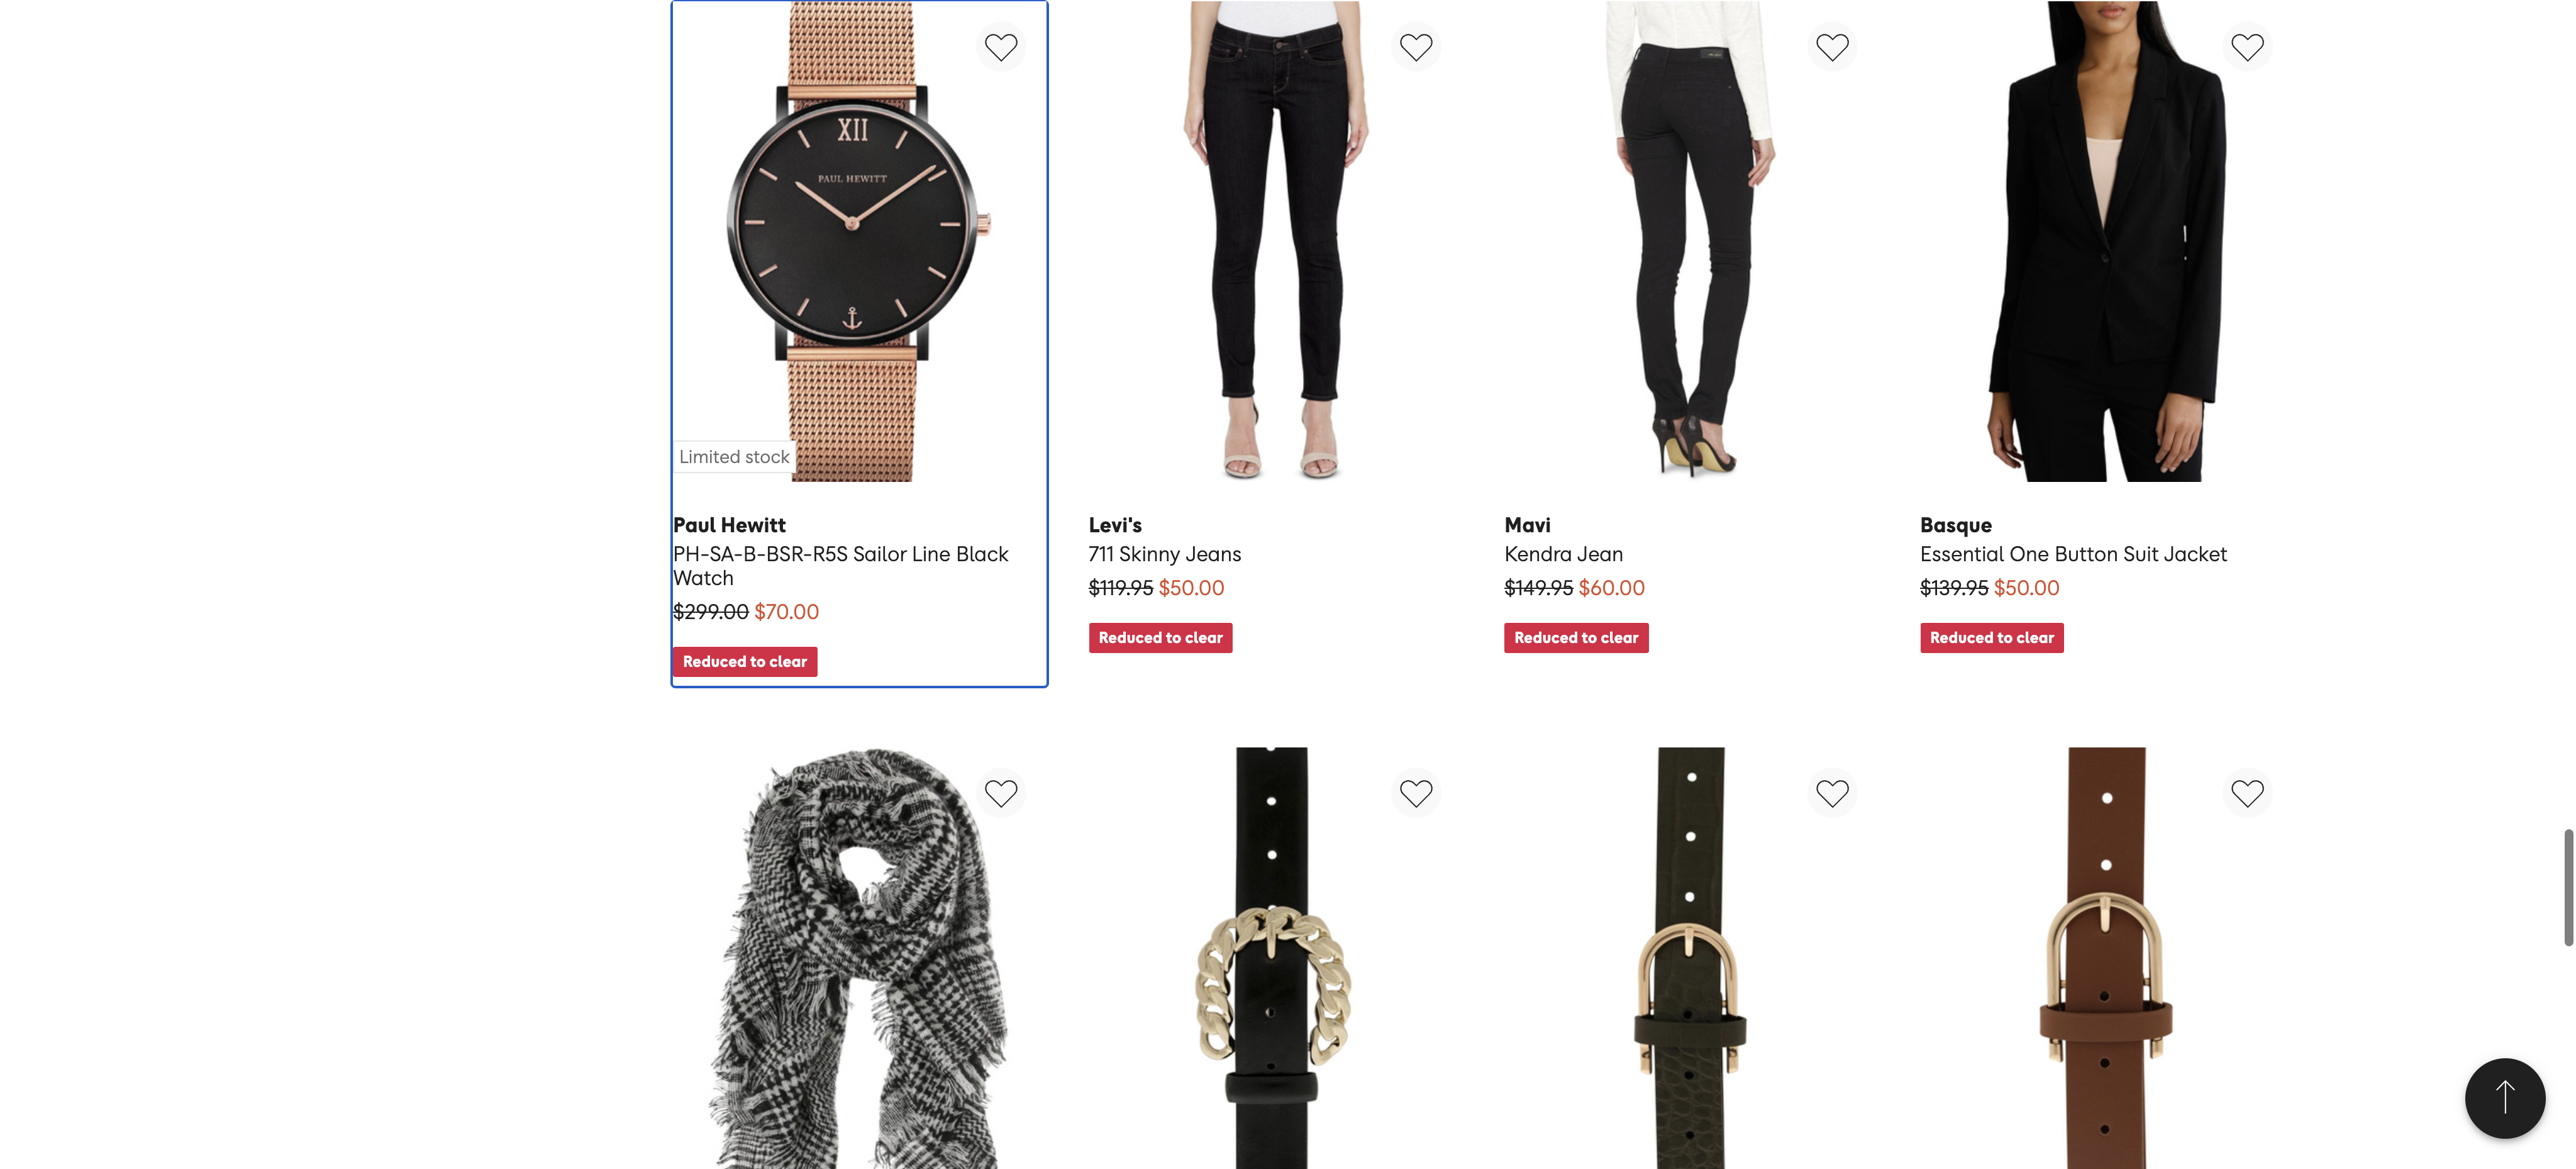 XII
PAUL HEWITT
Limited stock
Paul Hewitt
PH-SA-B-BSR-R5S Sailor Line Black
Watch
$299.00 $70.00
Reduced to clear
Levi's
711 Skinny Jeans
$119.95 $50.00
Reduced to clear
Mavi
Kendra Jean
$149.95 $60.00
Reduced to clear
Basque
Essential One Button Suit Jacket
$139.95 $50.00
Reduced to clear